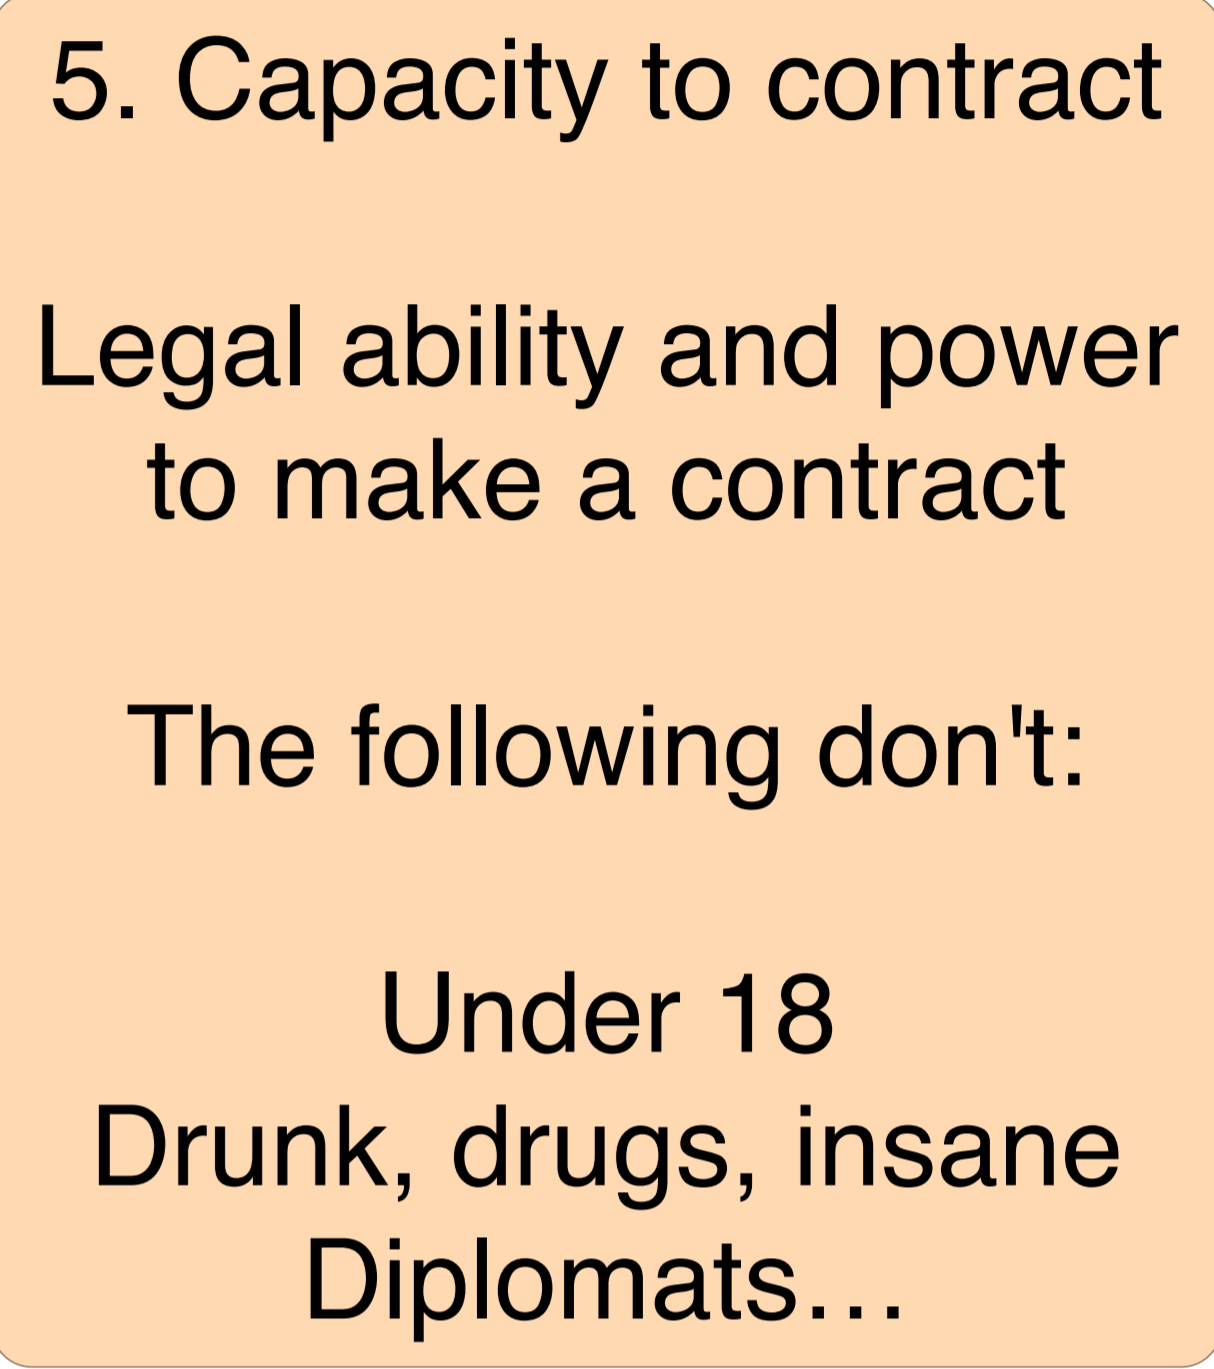 5. Capacity to contract
Legal ability and power
to make a contract
The following don't:
Under 18
Drunk, drugs, insane
Diplomats...